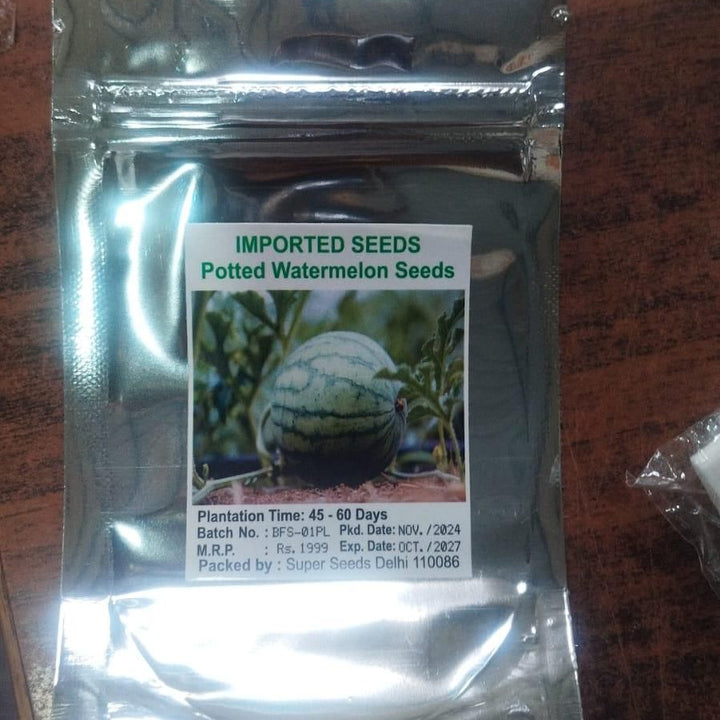 IMPORTED SEEDS
Potted Watermelon Seeds
Plantation Time: 45 - 60 Days
Batch No. : BFS-01PL Pkd. Date: NOV. /2024
M.R.P. : Rs. 1999 Exp. Date: OCT. /2027
Packed by : Super Seeds Delhi 110086